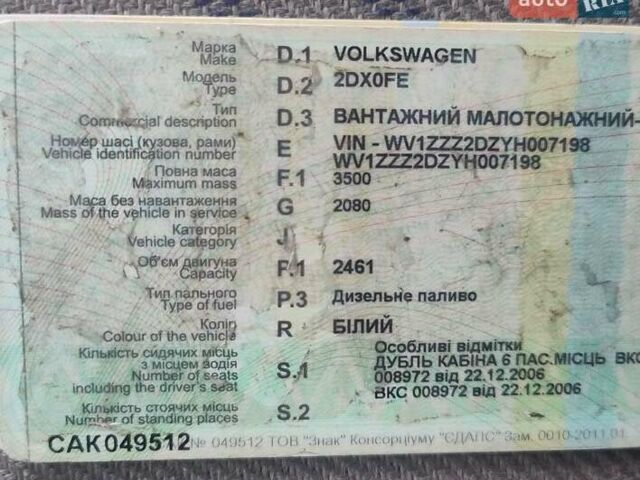 auto RIA
.com
Марка D.1 VOLKSWAGEN
Make
Модель D.2 2DX0FE
Type
Тип D.3 ВАНТАЖНИЙ МАЛОТОНАЖНИЙ-
Commercial description
Номер шасі (кузова, рами) E VIN - WV1ZZZ2DZYH007198
Vehicle identification number WV1ZZZ2DZYH007198
Повна маса F.1 3500
Maximum mass
Маса без навантаження G 2080
Mass of the vehicle in service
Категорія J
Vehicle category
Об'єм двигуна P.1 2461
Capacity
Тип пального P.3 Дизельне паливо
Type of fuel
Колір R БІЛИЙ
Colour of the vehicle
Кількість сидячих місць S.1 Особливі відмітки
з місцем водія ДУБЛЬ КАБІНА 6 ПАС.МІСЦЬ ВКС
Number of seats 008972 від 22.12.2006
including the driver's seat ВКС 008972 від 22.12.2006
Кількість стоячих місць S.2
Number of standing places
САК049512 № 049512 ТОВ "Знак" Консорціуму "ЄДАПС" Зам. 0010-2011.01